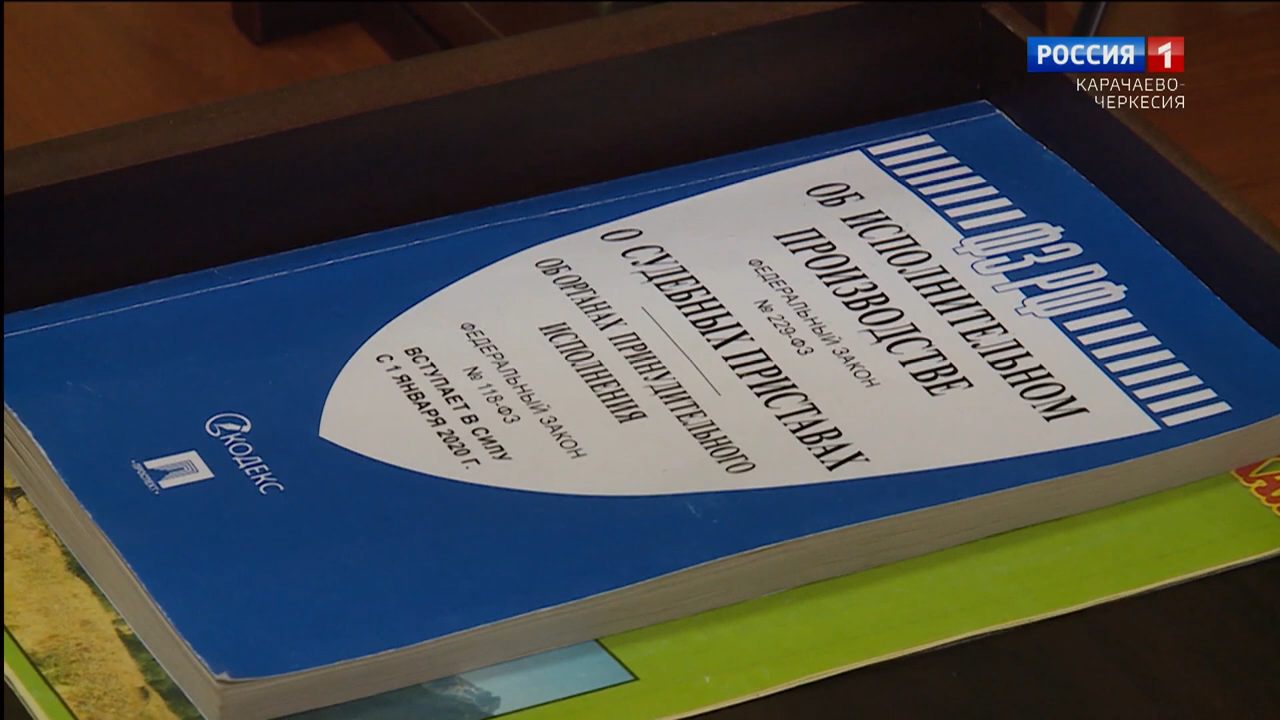 РОССИЯ 1
КАРАЧАЕВО-
ЧЕРКЕСИЯ
ФЗ РФ
ОБ ИСПОЛНИТЕЛЬНОМ
ПРОИЗВОДСТВЕ
ФЕДЕРАЛЬНЫЙ ЗАКОН
№ 229-ФЗ
О СУДЕБНЫХ ПРИСТАВАХ
ОБ ОРГАНАХ ПРИНУДИТЕЛЬНОГО
ИСПОЛНЕНИЯ
ФЕДЕРАЛЬНЫЙ ЗАКОН
№ 118-ФЗ
ВСТУПАЕТ В СИЛУ
С 1 ЯНВАРЯ 2020 Г.
КОДЕКС
•ПРОСПЕКТ•